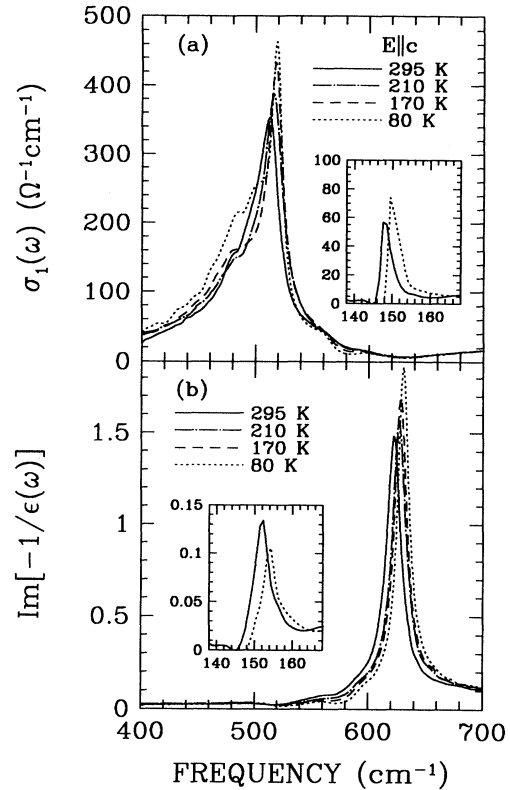 500
400
300
200
100
0
σ₁(ω) (Ω⁻¹cm⁻¹)
(a)
E||c
295 K
210 K
170 K
80 K
100
80
60
40
20
0
140 150 160
(b)
295 K
210 K
170 K
80 K
1.5
1
0.5
0
Im[−1/ε(ω)]
0.15
0.1
0.05
0
140 150 160
400 500 600 700
FREQUENCY (cm⁻¹)